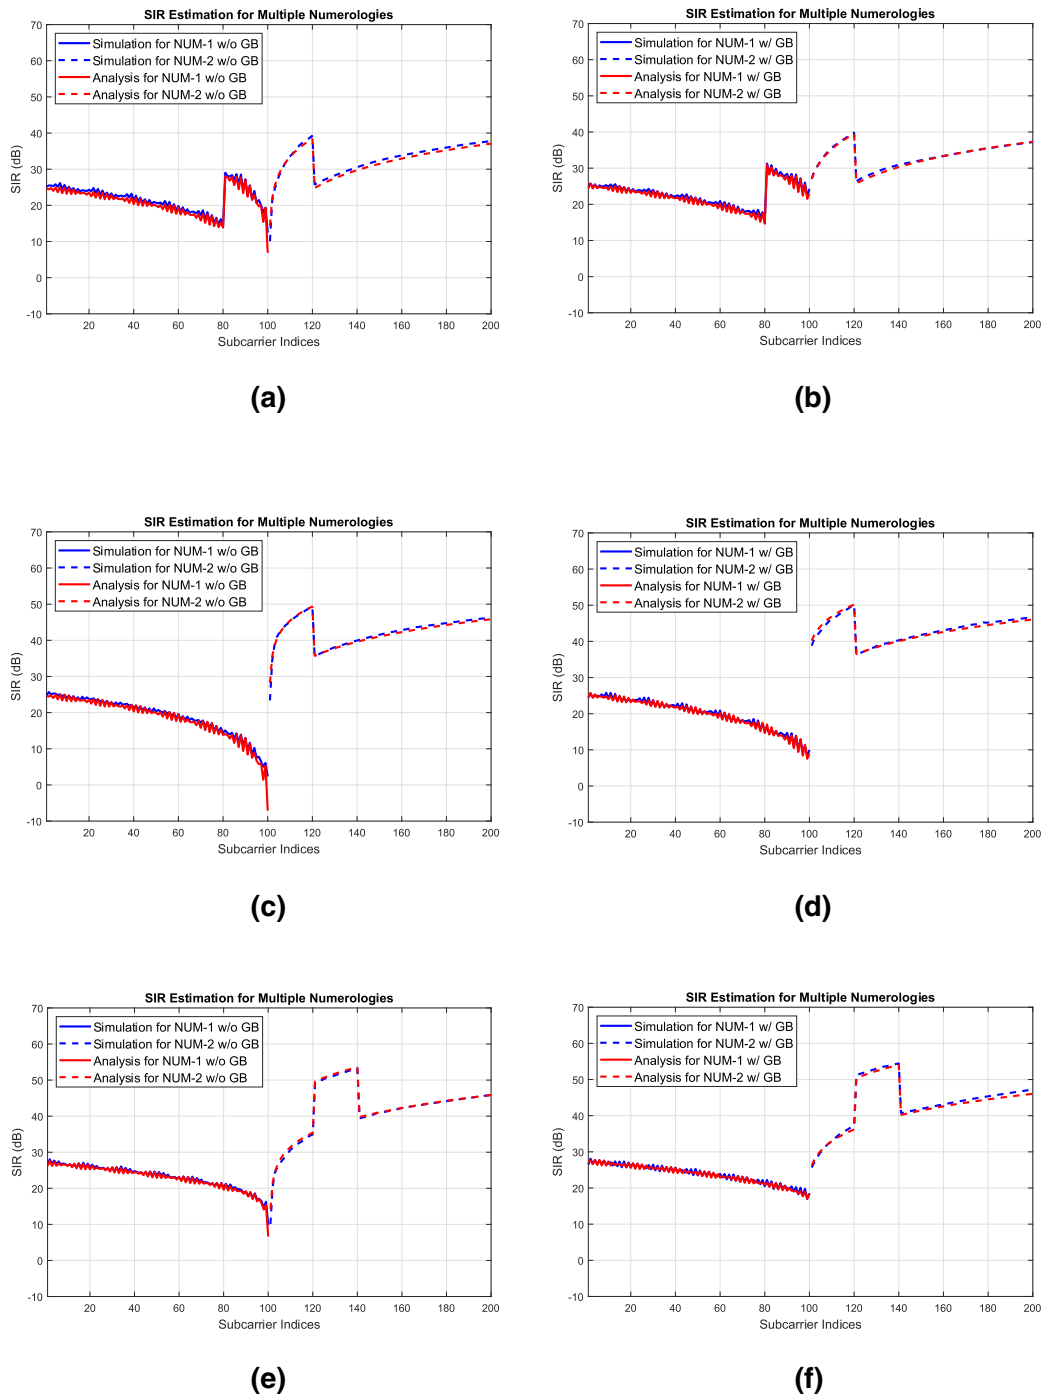 SIR Estimation for Multiple Numerologies
70
60
50
40
30
20
10
0
-10
SIR (dB)
Simulation for NUM-1 w/o GB
Simulation for NUM-2 w/o GB
Analysis for NUM-1 w/o GB
Analysis for NUM-2 w/o GB
20 40 60 80 100 120 140 160 180 200
Subcarrier Indices
(a)
SIR Estimation for Multiple Numerologies
70
60
50
40
30
20
10
0
-10
SIR (dB)
Simulation for NUM-1 w/ GB
Simulation for NUM-2 w/ GB
Analysis for NUM-1 w/ GB
Analysis for NUM-2 w/ GB
20 40 60 80 100 120 140 160 180 200
Subcarrier Indices
(b)
SIR Estimation for Multiple Numerologies
70
60
50
40
30
20
10
0
-10
SIR (dB)
Simulation for NUM-1 w/o GB
Simulation for NUM-2 w/o GB
Analysis for NUM-1 w/o GB
Analysis for NUM-2 w/o GB
20 40 60 80 100 120 140 160 180 200
Subcarrier Indices
(c)
SIR Estimation for Multiple Numerologies
70
60
50
40
30
20
10
0
-10
SIR (dB)
Simulation for NUM-1 w/ GB
Simulation for NUM-2 w/ GB
Analysis for NUM-1 w/ GB
Analysis for NUM-2 w/ GB
20 40 60 80 100 120 140 160 180 200
Subcarrier Indices
(d)
SIR Estimation for Multiple Numerologies
70
60
50
40
30
20
10
0
-10
SIR (dB)
Simulation for NUM-1 w/o GB
Simulation for NUM-2 w/o GB
Analysis for NUM-1 w/o GB
Analysis for NUM-2 w/o GB
20 40 60 80 100 120 140 160 180 200
Subcarrier Indices
(e)
SIR Estimation for Multiple Numerologies
70
60
50
40
30
20
10
0
-10
SIR (dB)
Simulation for NUM-1 w/ GB
Simulation for NUM-2 w/ GB
Analysis for NUM-1 w/ GB
Analysis for NUM-2 w/ GB
20 40 60 80 100 120 140 160 180 200
Subcarrier Indices
(f)